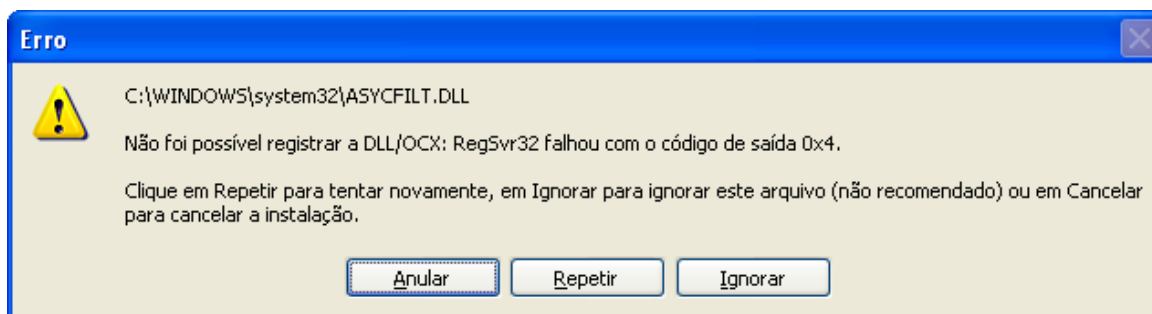 Erro
C:\WINDOWS\system32\ASYCFILT.DLL
Não foi possível registrar a DLL/OCX: RegSvr32 falhou com o código de saída 0x4.
Clique em Repetir para tentar novamente, em Ignorar para ignorar este arquivo (não recomendado) ou em Cancelar
para cancelar a instalação.
Anular Repetir Ignorar